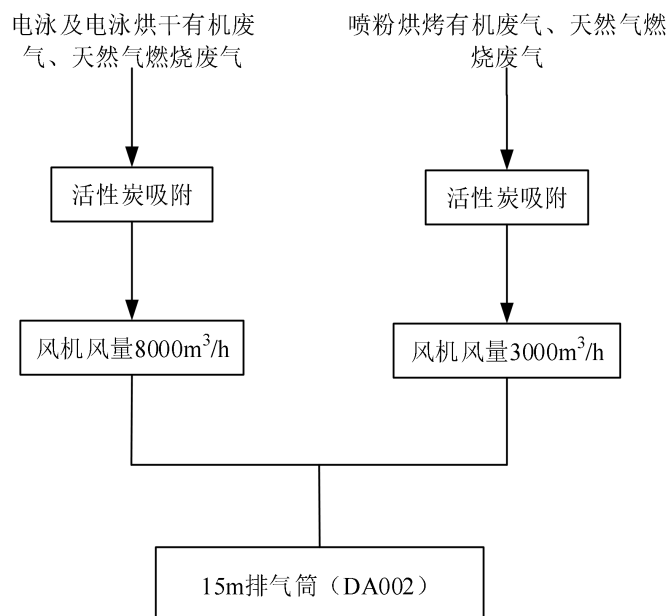 电泳及电泳烘干有机废
气、天然气燃烧废气
喷粉烘烤有机废气、天然气燃
烧废气
活性炭吸附
活性炭吸附
风机风量8000m³/h
风机风量3000m³/h
15m排气筒（DA002）